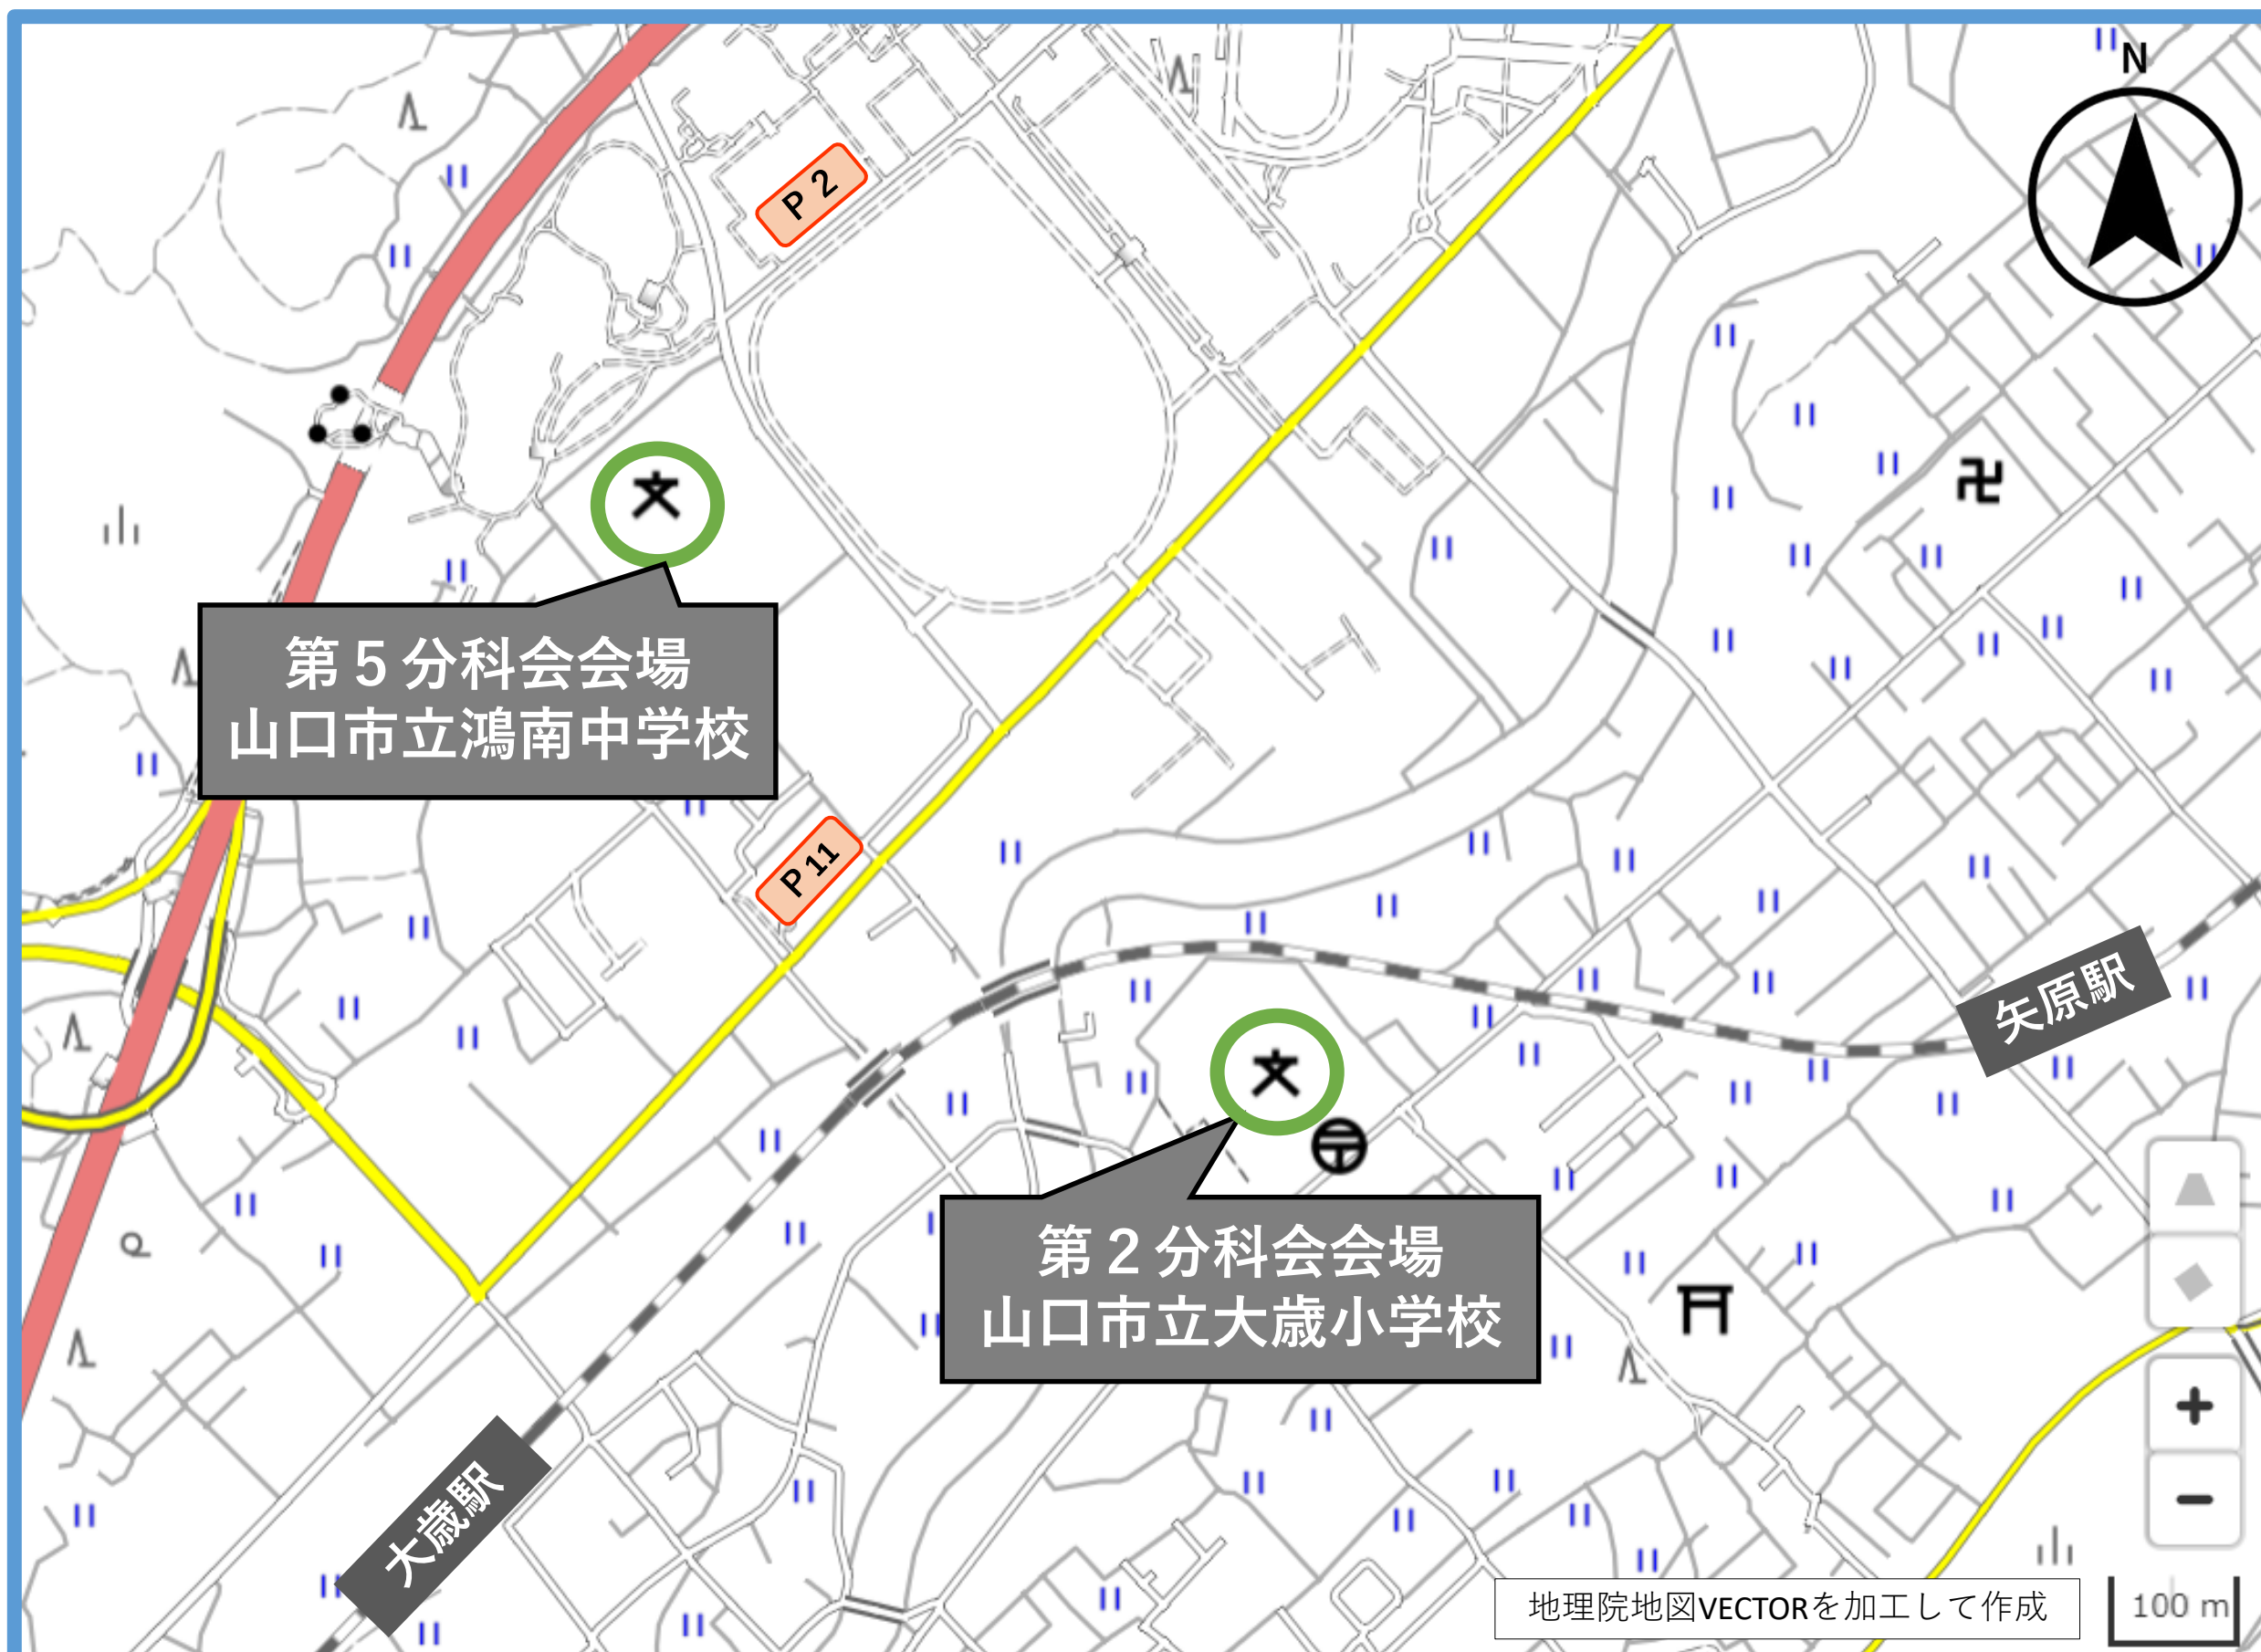 N
P 2
第5分科会会場
山口市立鴻南中学校
P 11
矢原駅
第2分科会会場
山口市立大歳小学校
大歳駅
地理院地図VECTORを加工して作成
100 m